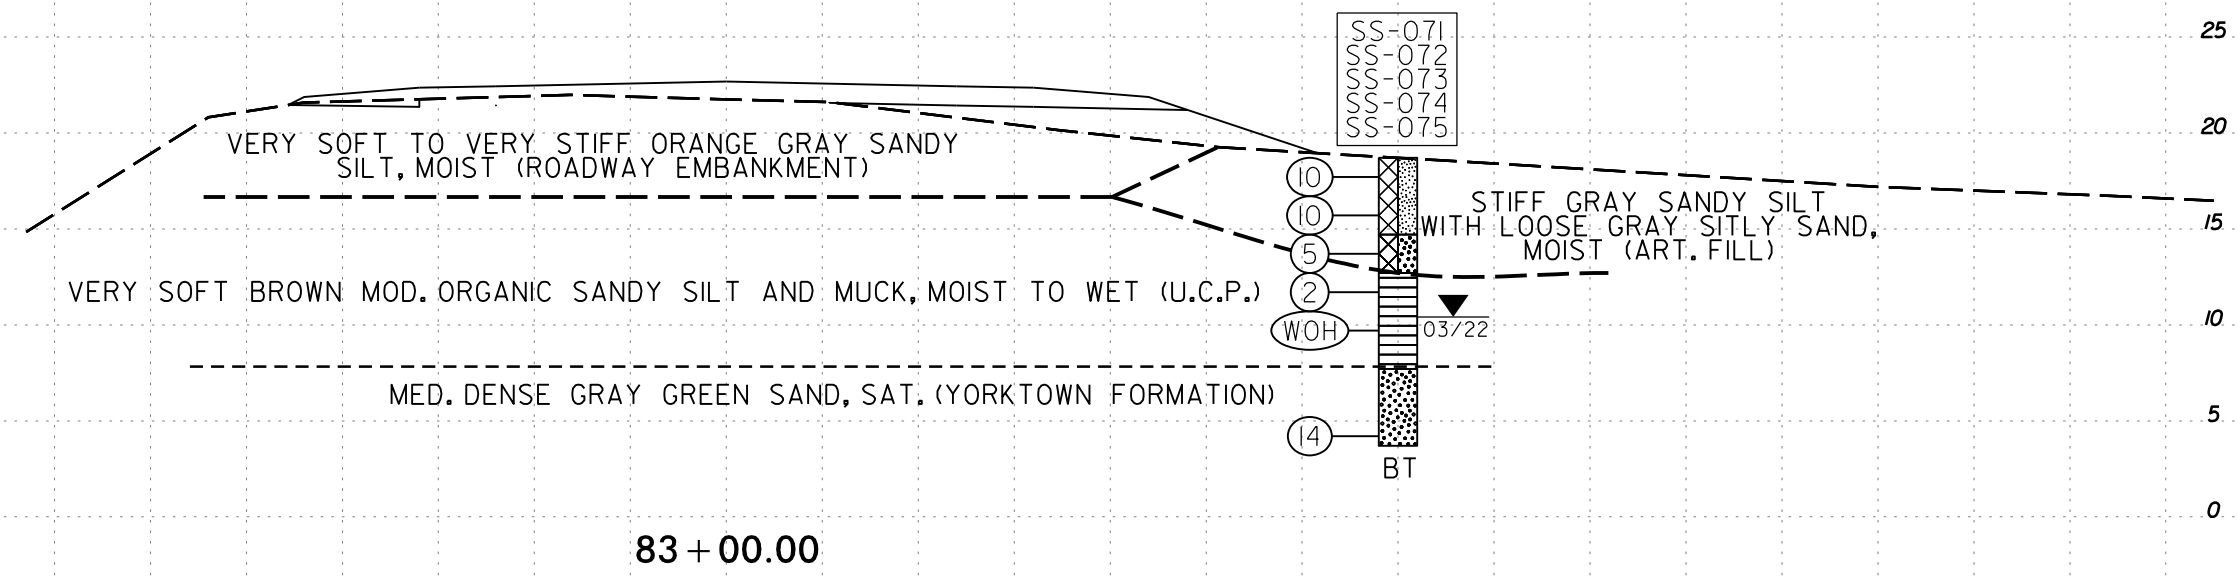 SS-071
SS-072
SS-073
SS-074
SS-075
25
20
15
10
5
0
VERY SOFT TO VERY STIFF ORANGE GRAY SANDY
SILT, MOIST (ROADWAY EMBANKMENT)
10
10
5
2
WOH
14
STIFF GRAY SANDY SILT
WITH LOOSE GRAY SITLY SAND,
MOIST (ART. FILL)
VERY SOFT BROWN MOD. ORGANIC SANDY SILT AND MUCK, MOIST TO WET (U.C.P.)
03/22
MED. DENSE GRAY GREEN SAND, SAT. (YORKTOWN FORMATION)
BT
83+00.00